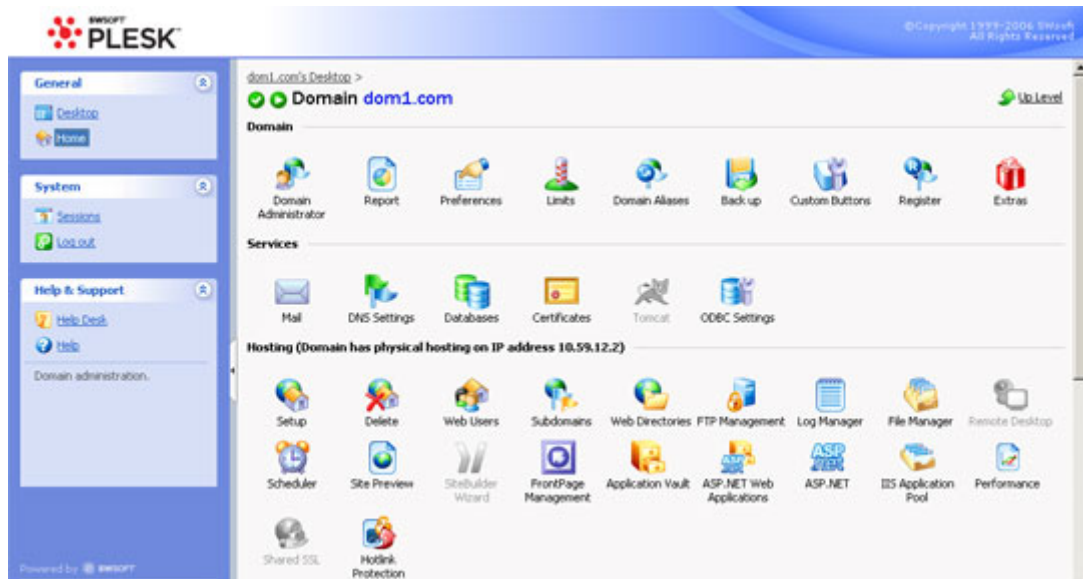 SWSOFT
PLESK
©Copyright 1999-2006 SWsoft
All Rights Reserved
General
Desktop
Home
System
Sessions
Log out
Help & Support
Help Desk
Help
Domain administration.
Powered by SWSOFT
dom1.com's Desktop >
Domain dom1.com
Up Level
Domain
Domain Administrator
Report
Preferences
Limits
Domain Aliases
Back up
Custom Buttons
Register
Extras
Services
Mail
DNS Settings
Databases
Certificates
Tomcat
ODBC Settings
Hosting (Domain has physical hosting on IP address 10.59.12.2)
Setup
Delete
Web Users
Subdomains
Web Directories
FTP Management
Log Manager
File Manager
Remote Desktop
Scheduler
Site Preview
SiteBuilder Wizard
FrontPage Management
Application Vault
ASP.NET Web Applications
ASP.NET
IIS Application Pool
Performance
Shared SSL
Hotlink Protection